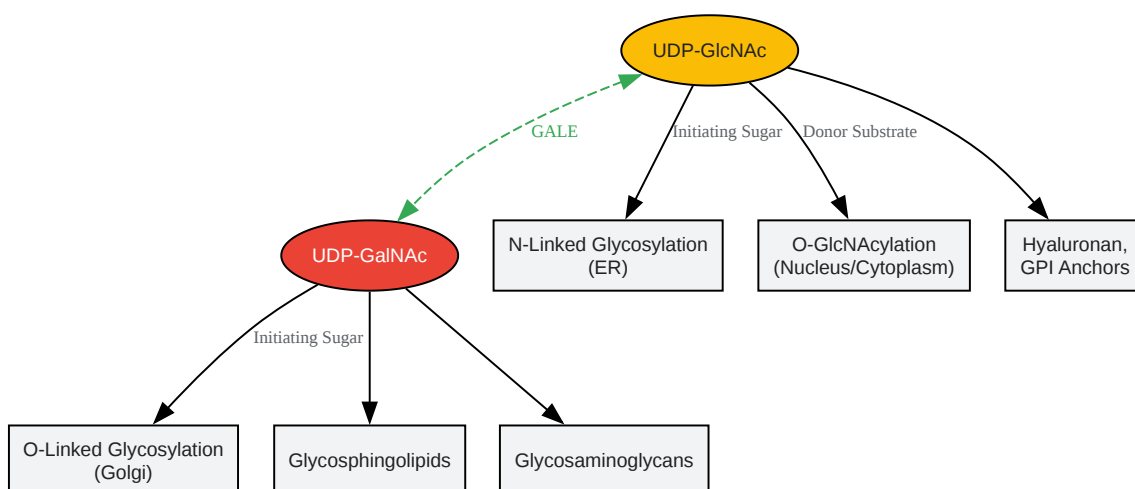 UDP-GlcNAc
GALE
Initiating Sugar
Donor Substrate
UDP-GalNAc
N-Linked Glycosylation
(ER)
O-GlcNAcylation
(Nucleus/Cytoplasm)
Hyaluronan,
GPI Anchors
Initiating Sugar
O-Linked Glycosylation
(Golgi)
Glycosphingolipids
Glycosaminoglycans